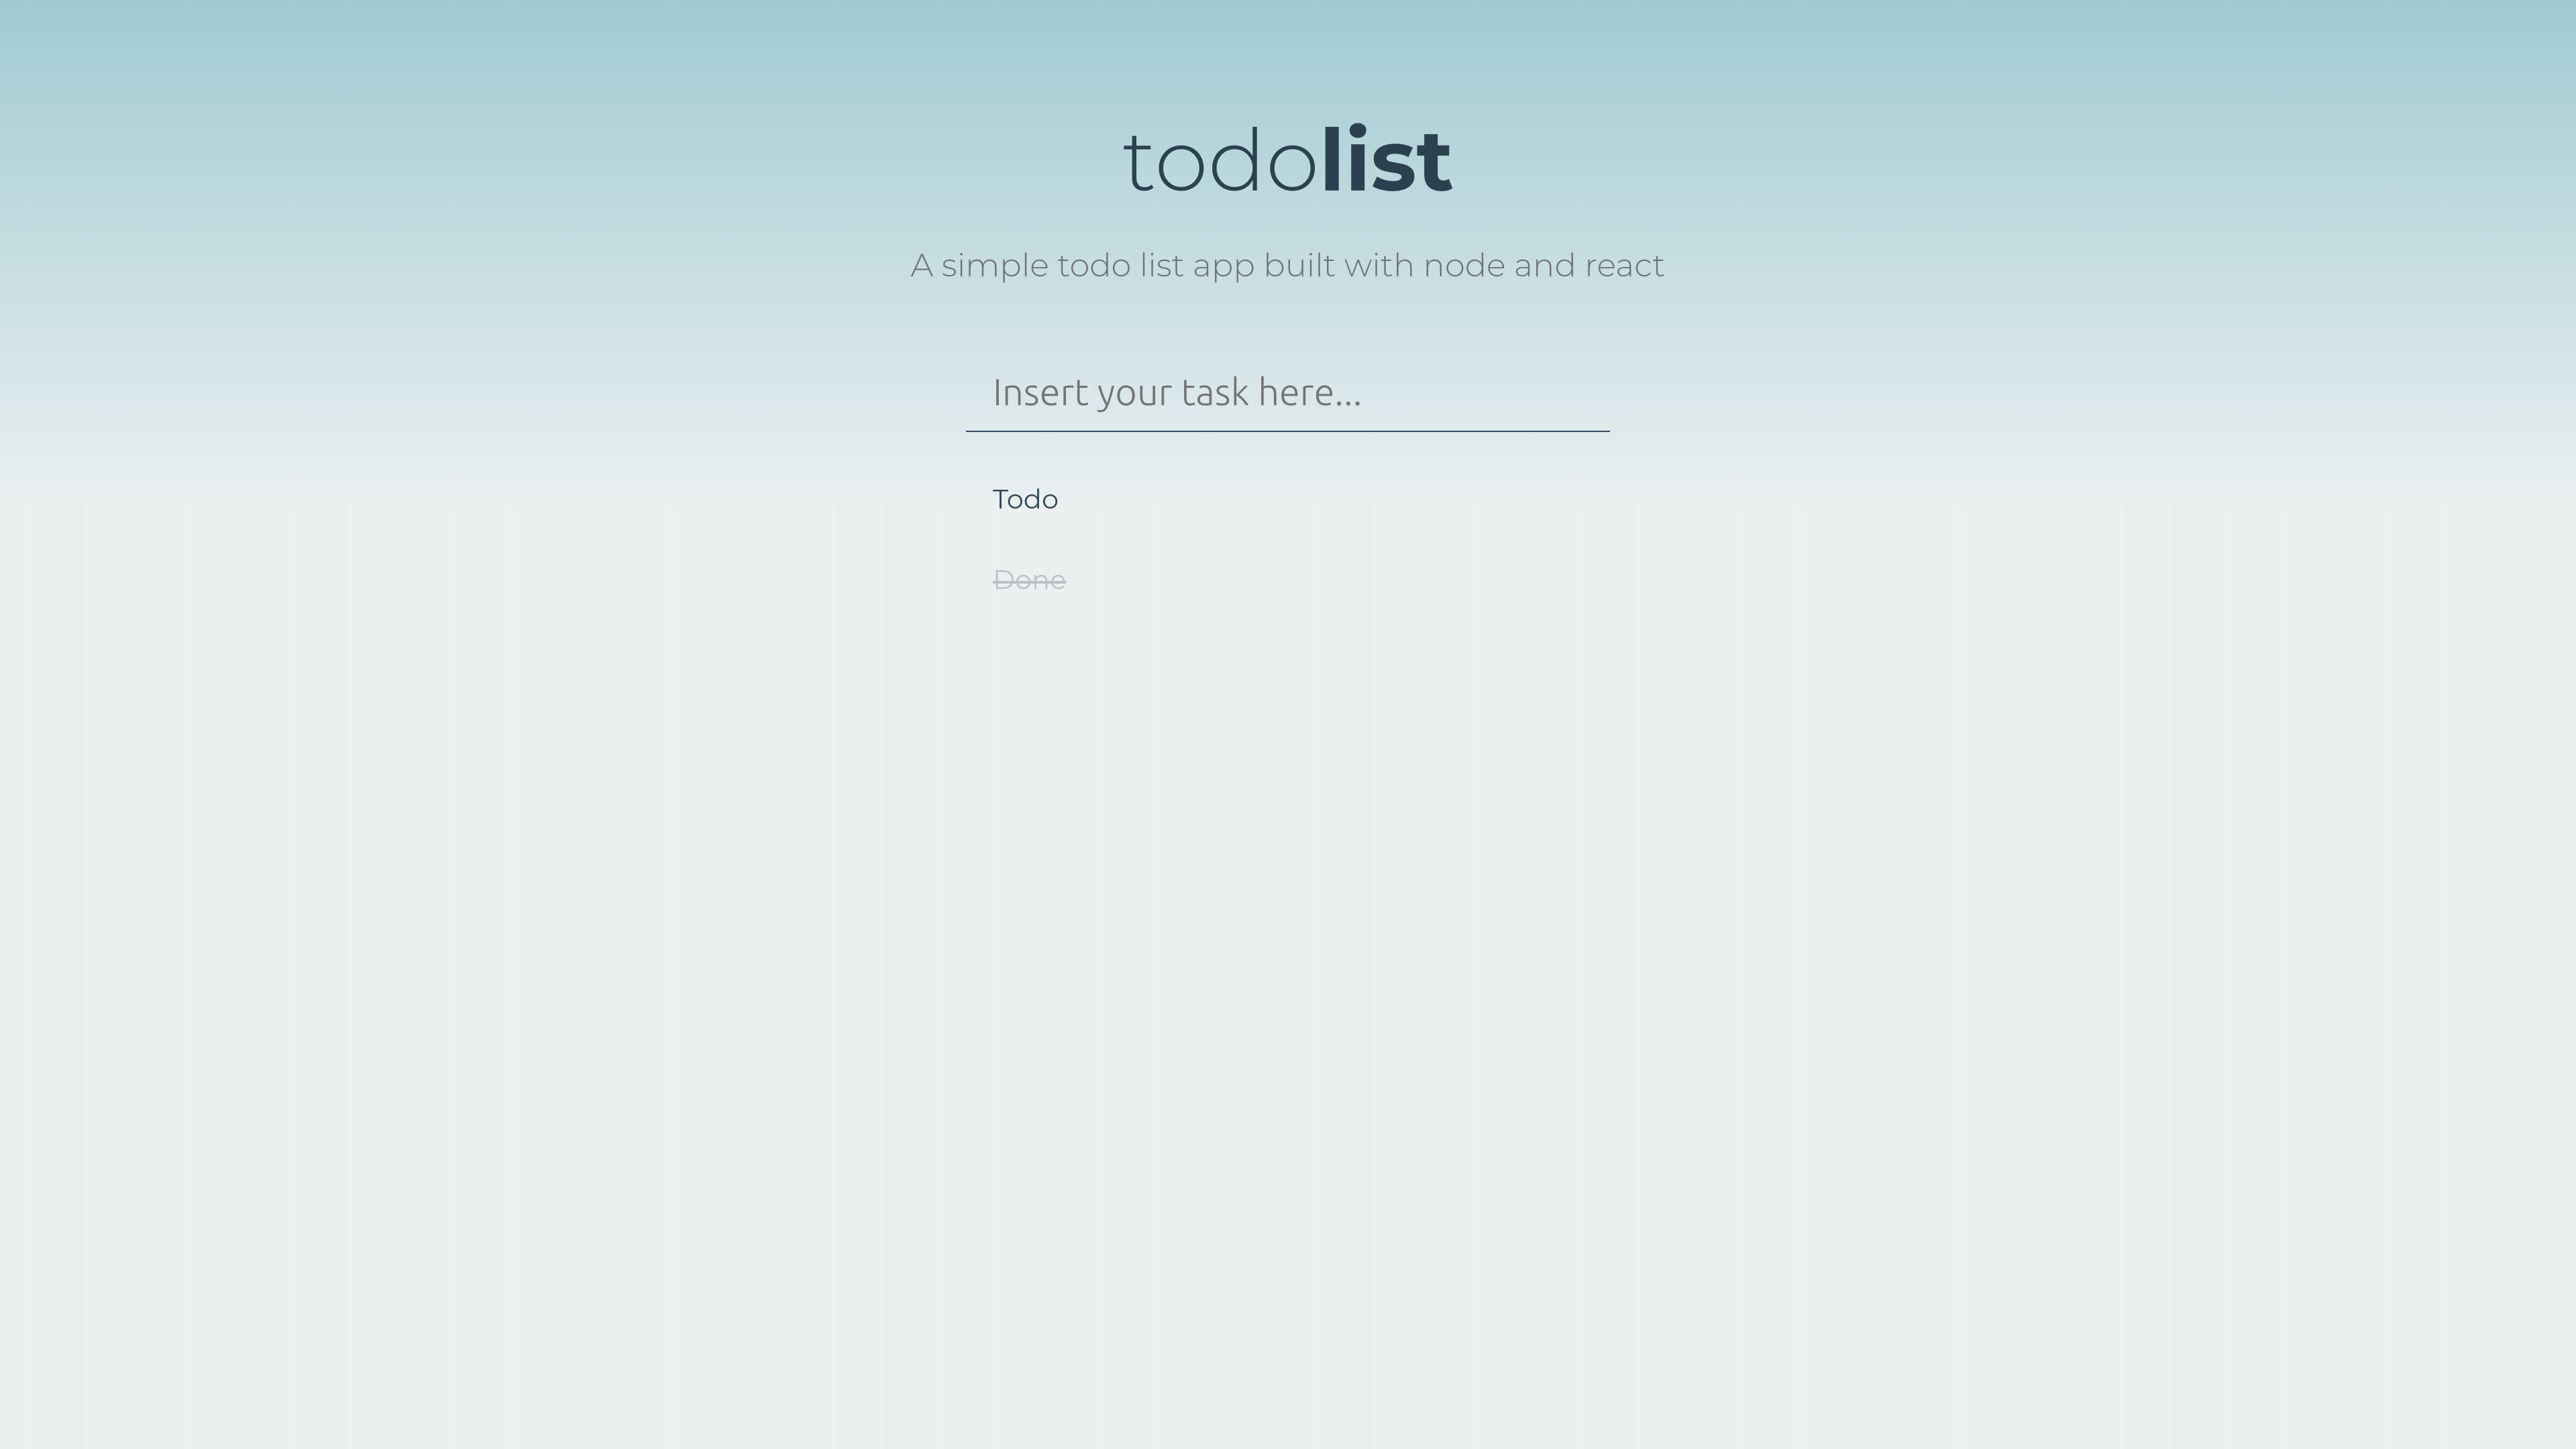 todolist
A simple todo list app built with node and react
Insert your task here...
Todo
Done